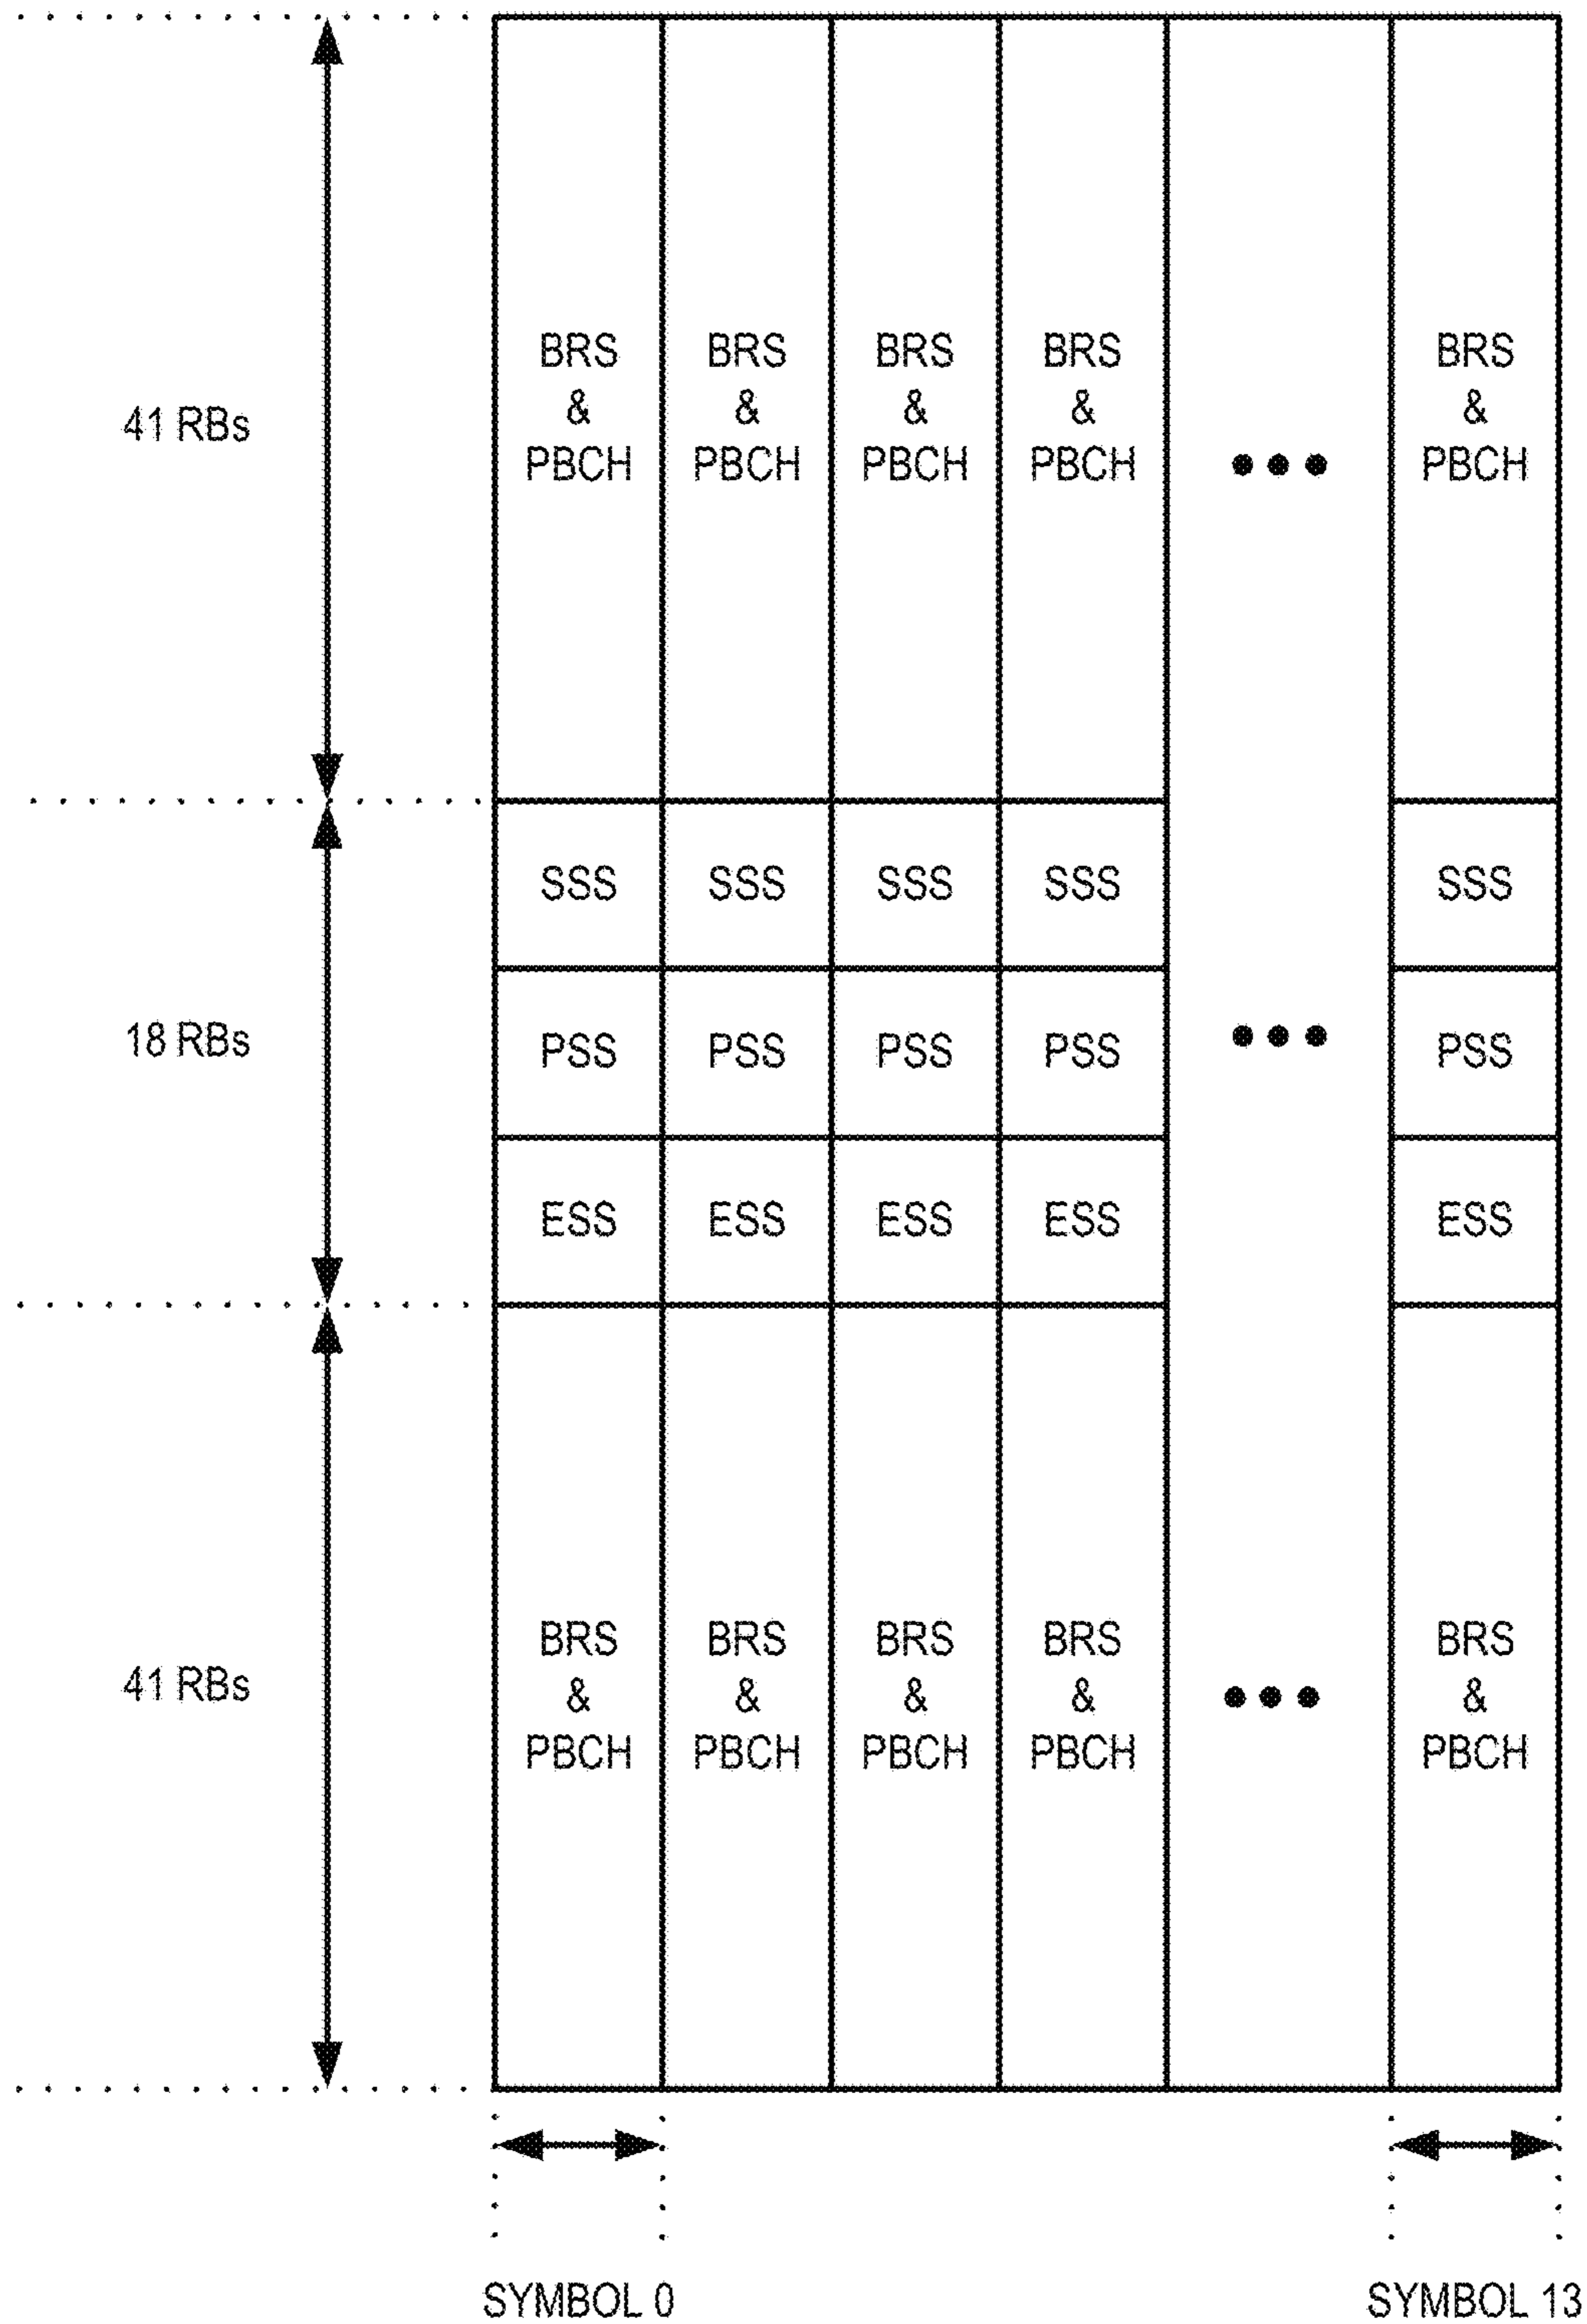 BRS BRS BRS BRS BRS
41 RBs & & & & &
PBCH PBCH PBCH PBCH ••• PBCH
SSS SSS SSS SSS SSS
18 RBs PSS PSS PSS PSS ••• PSS
ESS ESS ESS ESS ESS
BRS BRS BRS BRS BRS
41 RBs & & & & ••• &
PBCH PBCH PBCH PBCH PBCH
SYMBOL 0 SYMBOL 13